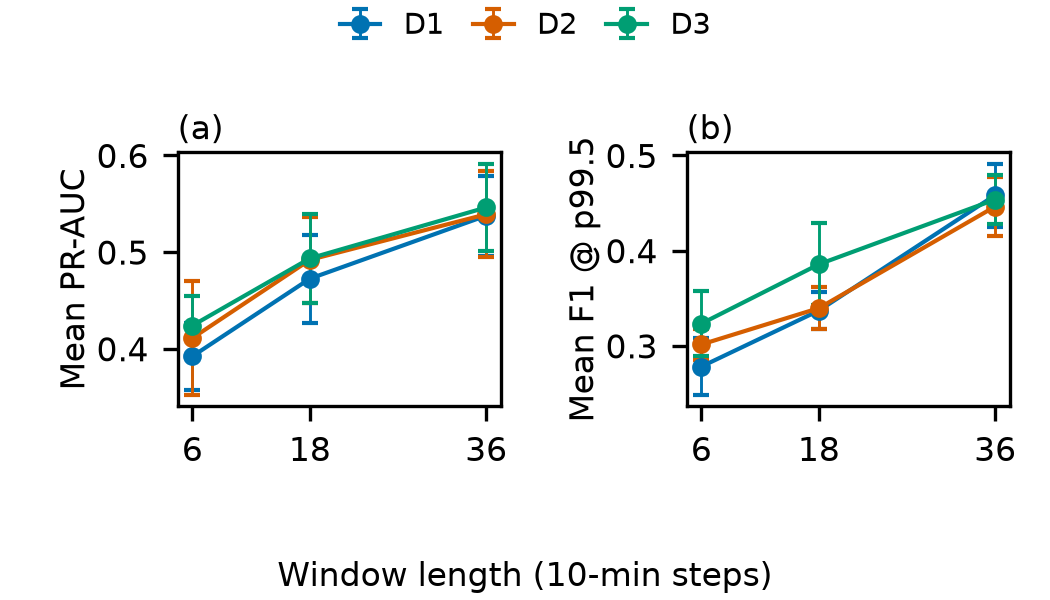 D1 D2 D3
(a)
Mean PR-AUC
0.6
0.5
0.4
6 18 36
(b)
Mean F1 @ p99.5
0.5
0.4
0.3
6 18 36
Window length (10-min steps)